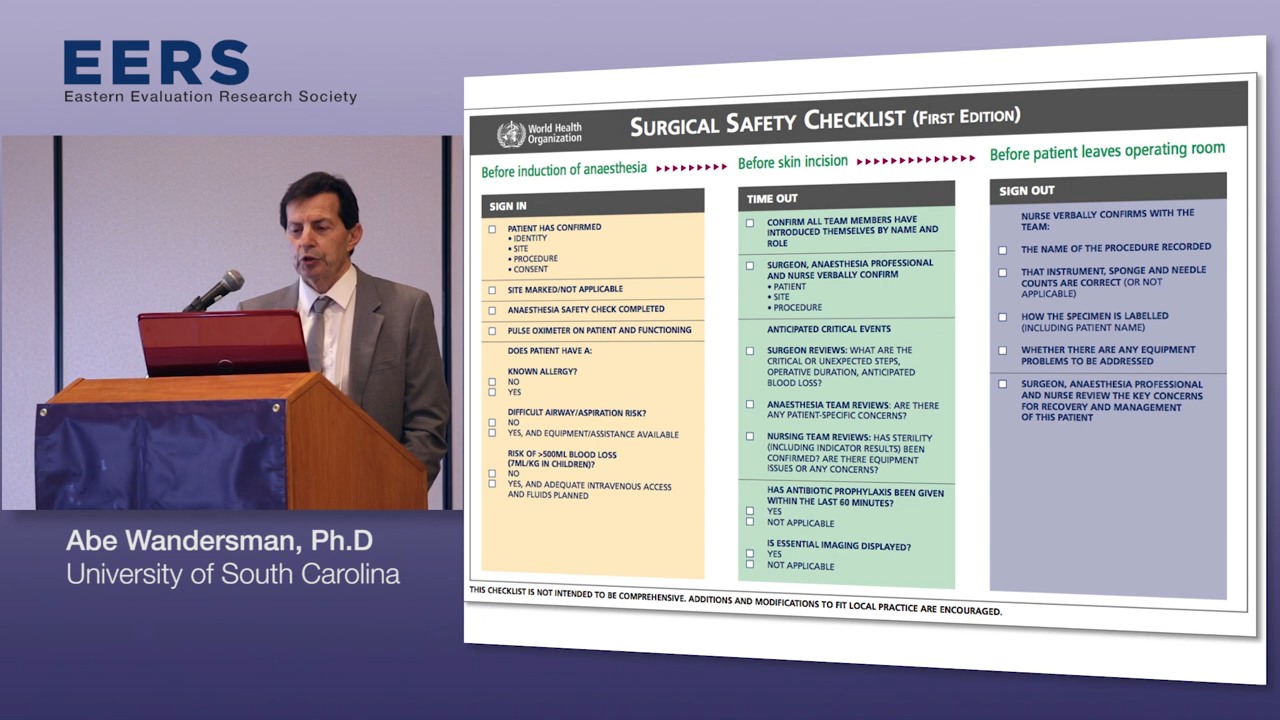 EERS
Eastern Evaluation Research Society
Abe Wandersman, Ph.D
University of South Carolina
World Health
Organization
SURGICAL SAFETY CHECKLIST (FIRST EDITION)
Before induction of anaesthesia
SIGN IN
PATIENT HAS CONFIRMED
• IDENTITY
• SITE
• PROCEDURE
• CONSENT
SITE MARKED/NOT APPLICABLE
ANAESTHESIA SAFETY CHECK COMPLETED
PULSE OXIMETER ON PATIENT AND FUNCTIONING
DOES PATIENT HAVE A:
KNOWN ALLERGY?
NO
YES
DIFFICULT AIRWAY/ASPIRATION RISK?
NO
YES, AND EQUIPMENT/ASSISTANCE AVAILABLE
RISK OF >500ML BLOOD LOSS
(7ML/KG IN CHILDREN)?
NO
YES, AND ADEQUATE INTRAVENOUS ACCESS
AND FLUIDS PLANNED
Before skin incision
TIME OUT
CONFIRM ALL TEAM MEMBERS HAVE
INTRODUCED THEMSELVES BY NAME AND
ROLE
SURGEON, ANAESTHESIA PROFESSIONAL
AND NURSE VERBALLY CONFIRM
• PATIENT
• SITE
• PROCEDURE
ANTICIPATED CRITICAL EVENTS
SURGEON REVIEWS: WHAT ARE THE
CRITICAL OR UNEXPECTED STEPS,
OPERATIVE DURATION, ANTICIPATED
BLOOD LOSS?
ANAESTHESIA TEAM REVIEWS: ARE THERE
ANY PATIENT-SPECIFIC CONCERNS?
NURSING TEAM REVIEWS: HAS STERILITY
(INCLUDING INDICATOR RESULTS) BEEN
CONFIRMED? ARE THERE EQUIPMENT
ISSUES OR ANY CONCERNS?
HAS ANTIBIOTIC PROPHYLAXIS BEEN GIVEN
WITHIN THE LAST 60 MINUTES?
YES
NOT APPLICABLE
IS ESSENTIAL IMAGING DISPLAYED?
YES
NOT APPLICABLE
Before patient leaves operating room
SIGN OUT
NURSE VERBALLY CONFIRMS WITH THE
TEAM:
THE NAME OF THE PROCEDURE RECORDED
THAT INSTRUMENT, SPONGE AND NEEDLE
COUNTS ARE CORRECT (OR NOT
APPLICABLE)
HOW THE SPECIMEN IS LABELLED
(INCLUDING PATIENT NAME)
WHETHER THERE ARE ANY EQUIPMENT
PROBLEMS TO BE ADDRESSED
SURGEON, ANAESTHESIA PROFESSIONAL
AND NURSE REVIEW THE KEY CONCERNS
FOR RECOVERY AND MANAGEMENT
OF THIS PATIENT
THIS CHECKLIST IS NOT INTENDED TO BE COMPREHENSIVE. ADDITIONS AND MODIFICATIONS TO FIT LOCAL PRACTICE ARE ENCOURAGED.